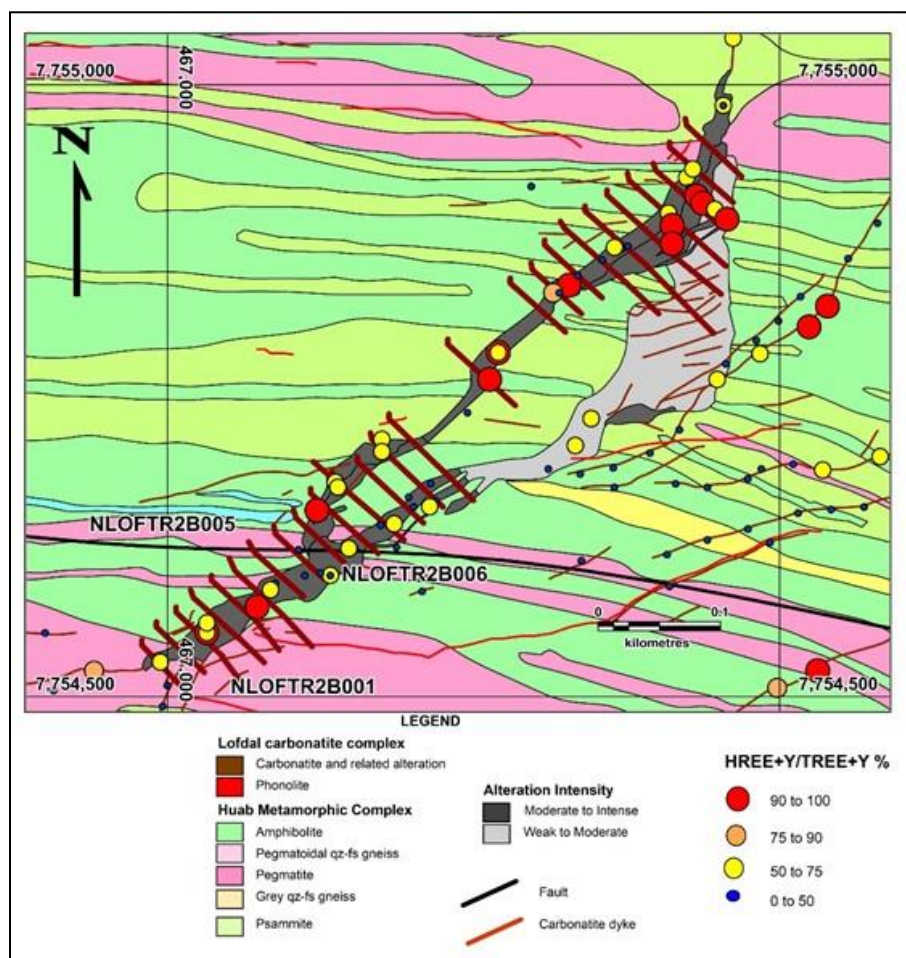 7,755,000
467,000
7,755,000
N
NLOFTR2B005
NLOFTR2B006
0 0.1
kilometres
467,000
7,754,500
NLOFTR2B001
7,754,500
LEGEND
Lofdal carbonatite complex
Carbonatite and related alteration
Phonolite
Huab Metamorphic Complex
Amphibolite
Pegmatoidal qz-fs gneiss
Pegmatite
Grey qz-fs gneiss
Psammite
Alteration Intensity
Moderate to Intense
Weak to Moderate
Fault
Carbonatite dyke
HREE+Y/TREE+Y %
90 to 100
75 to 90
50 to 75
0 to 50